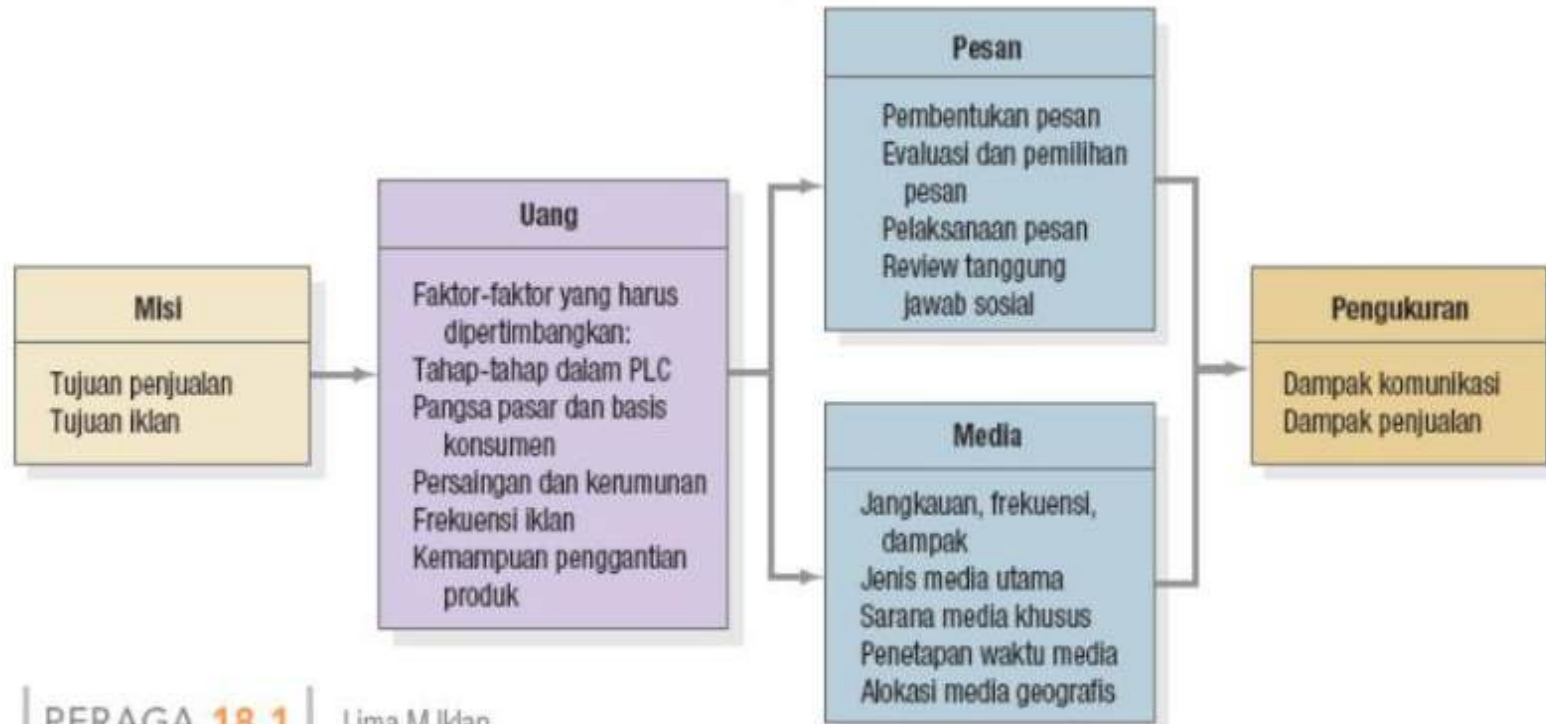 Misi
Tujuan penjualan
Tujuan iklan
Uang
Faktor-faktor yang harus
dipertimbangkan:
Tahap-tahap dalam PLC
Pangsa pasar dan basis
konsumen
Persaingan dan kerumunan
Frekuensi iklan
Kemampuan penggantian
produk
Pesan
Pembentukan pesan
Evaluasi dan pemilihan
pesan
Pelaksanaan pesan
Review tanggung
jawab sosial
Media
Jangkauan, frekuensi,
dampak
Jenis media utama
Sarana media khusus
Penetapan waktu media
Alokasi media geografis
Pengukuran
Dampak komunikasi
Dampak penjualan
PERAGA 18.1 Lima M Iklan